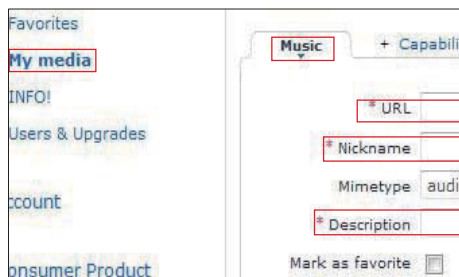 Favorites
My media
INFO!
Users & Upgrades
ccount
onsumer Product
Music + Capabili
* URL
* Nickname
Mimetype audi
* Description
Mark as favorite